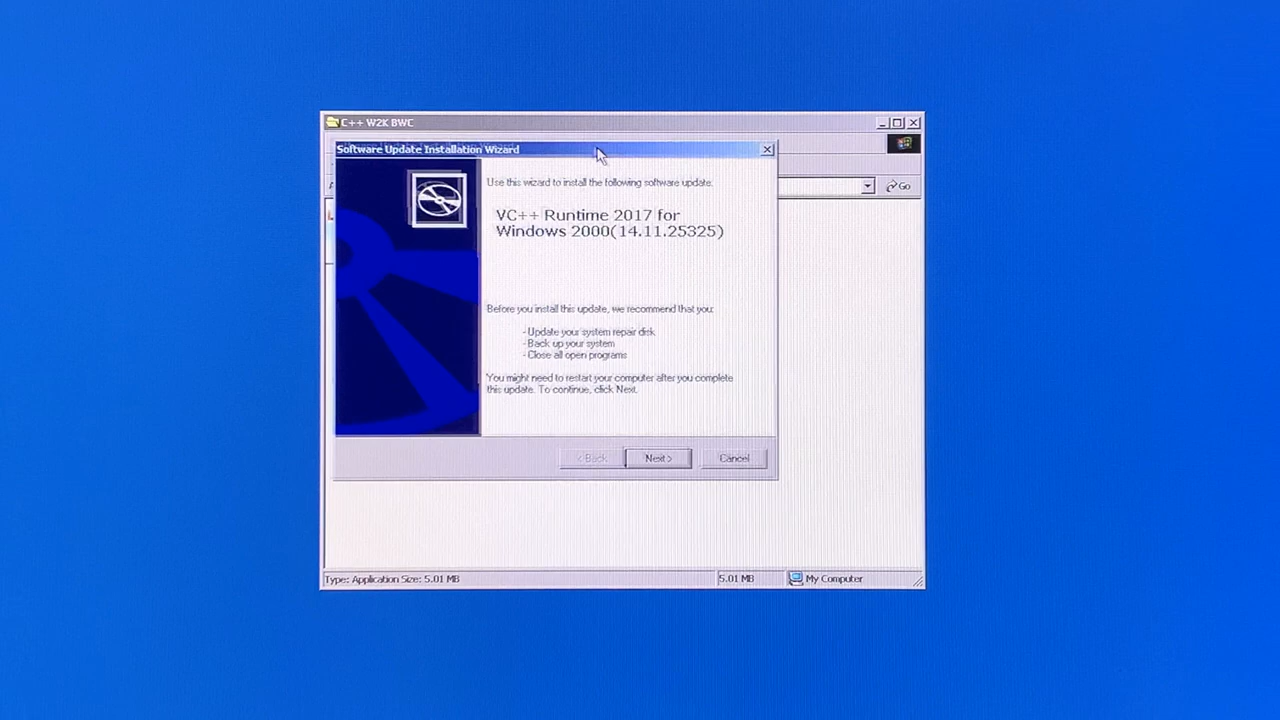 C++ W2K BWC
Software Update Installation Wizard
Go
Use this wizard to install the following software update:
VC++ Runtime 2017 for
Windows 2000(14.11.25325)
Before you install this update, we recommend that you:
- Update your system repair disk
- Back up your system
- Close all open programs
You might need to restart your computer after you complete
this update. To continue, click Next.
< Back
Next >
Cancel
Type: Application Size: 5.01 MB
5.01 MB
My Computer